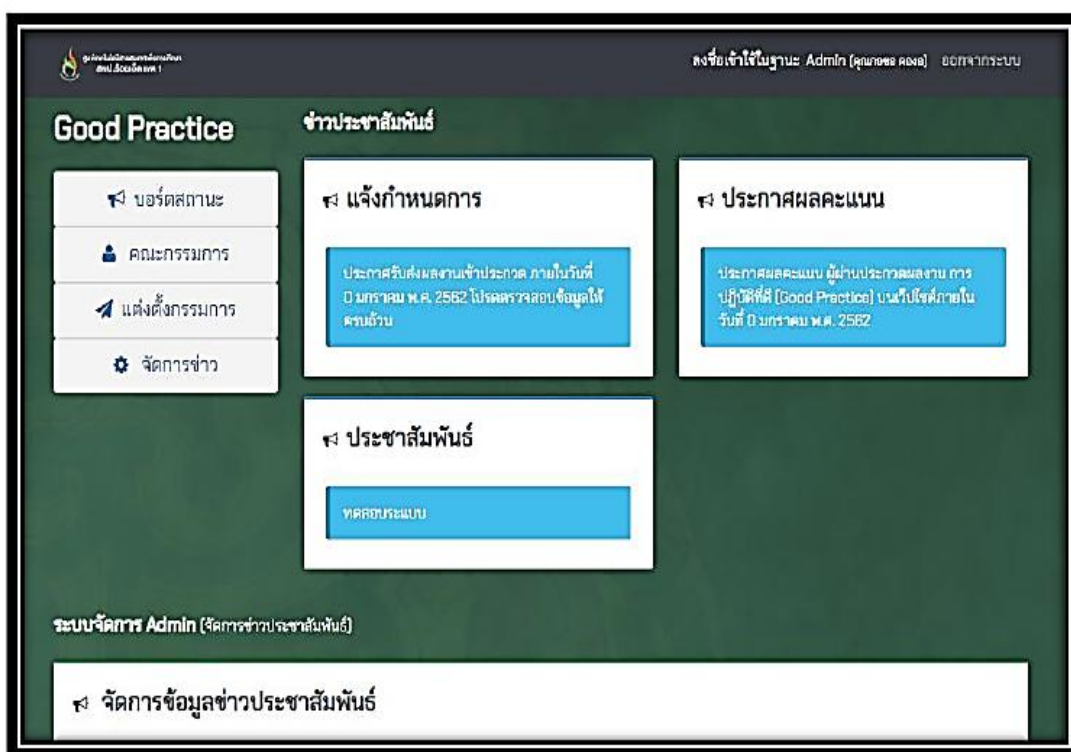 สพป.ร้อยเอ็ด เขต 1
ลงชื่อเข้าใช้ในฐานะ Admin
ออกจากระบบ
Good Practice
ข่าวประชาสัมพันธ์
บอร์ดสถานะ
คณะกรรมการ
แต่งตั้งกรรมการ
จัดการข่าว
แจ้งกำหนดการ
ประกาศรับส่งผลงานเข้าประกวด ภายในวันที่
0 มกราคม พ.ศ. 2562 โปรดตรวจสอบข้อมูลให้
ครบถ้วน
ประกาศผลคะแนน
ประกาศผลคะแนน ผู้ผ่านประกวดผลงาน การ
ปฏิบัติที่ดี (Good Practice) บนเว็ปไซต์ภายใน
วันที่ 0 มกราคม พ.ศ. 2562
ประชาสัมพันธ์
ทดสอบระแบบ
ระบบจัดการ Admin (จัดการข่าวประชาสัมพันธ์)
จัดการข้อมูลข่าวประชาสัมพันธ์